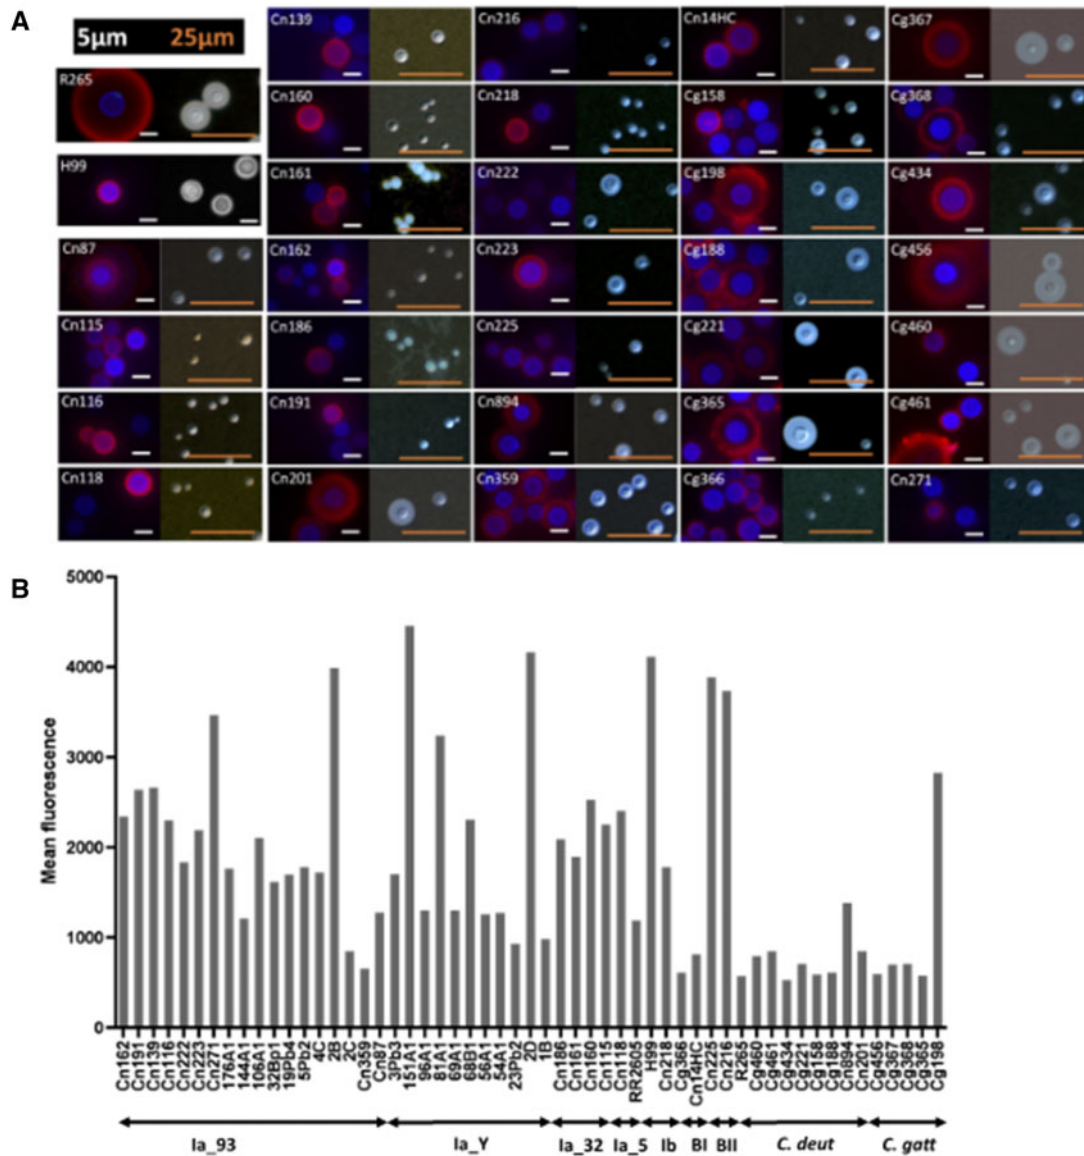 A
5μm 25μm
R265
H99
Cn87
Cn115
Cn116
Cn118
Cn139
Cn160
Cn161
Cn162
Cn186
Cn191
Cn201
Cn216
Cn218
Cn222
Cn223
Cn225
Cn894
Cn359
Cn14HC
Cg158
Cg198
Cg188
Cg221
Cg365
Cg366
Cg367
Cg368
Cg434
Cg456
Cg460
Cg461
Cn271
B
Mean fluorescence
5000
4000
3000
2000
1000
0
Cn162
Cn191
Cn139
Cn116
Cn222
Cn223
Cn271
176A1
144A1
106A1
32Bp1
19Pb4
5Pb2
4C
2B
2C
Cn359
Cn87
3Pb3
151A1
96A1
81A1
69A1
68B1
56A1
54A1
23Pb2
2D
1B
Cn186
Cn161
Cn160
Cn115
Cn118
RR2605
H99
Cn218
Cg366
Cn14HC
Cn225
Cn216
R265
Cg460
Cg461
Cg434
Cg221
Cg158
Cg188
Cn894
Cn201
Cg456
Cg367
Cg368
Cg365
Cg198
Ia_93 Ia_Y Ia_32 Ia_5 Ib BI BII C. deut C. gatt